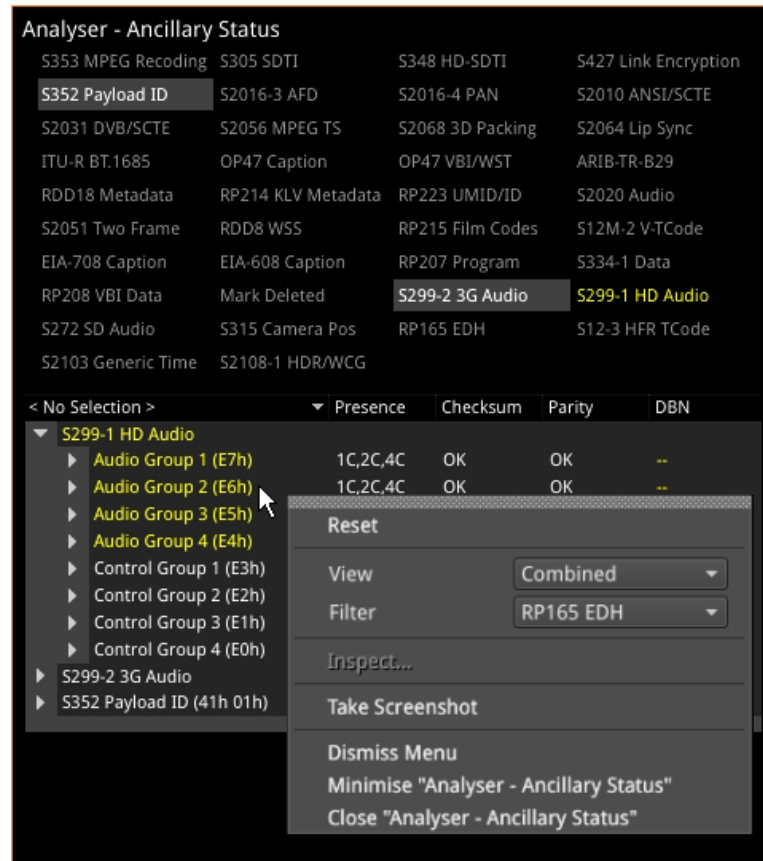 Analyser - Ancillary Status
S353 MPEG Recoding S305 SDTI S348 HD-SDTI S427 Link Encryption
S352 Payload ID S2016-3 AFD S2016-4 PAN S2010 ANSI/SCTE
S2031 DVB/SCTE S2056 MPEG TS S2068 3D Packing S2064 Lip Sync
ITU-R BT.1685 OP47 Caption OP47 VBI/WST ARIB-TR-B29
RDD18 Metadata RP214 KLV Metadata RP223 UMID/ID S2020 Audio
S2051 Two Frame RDD8 WSS RP215 Film Codes S12M-2 V-TCode
EIA-708 Caption EIA-608 Caption RP207 Program S334-1 Data
RP208 VBI Data Mark Deleted S299-2 3G Audio S299-1 HD Audio
S272 SD Audio S315 Camera Pos RP165 EDH S12-3 HFR TCode
S2103 Generic Time S2108-1 HDR/WCG
< No Selection > Presence Checksum Parity DBN
S299-1 HD Audio
Audio Group 1 (E7h) 1C,2C,4C OK OK --
Audio Group 2 (E6h) 1C,2C,4C OK OK --
Audio Group 3 (E5h)
Audio Group 4 (E4h)
Control Group 1 (E3h)
Control Group 2 (E2h)
Control Group 3 (E1h)
Control Group 4 (E0h)
S299-2 3G Audio
S352 Payload ID (41h 01h)
Reset
View Combined
Filter RP165 EDH
Inspect...
Take Screenshot
Dismiss Menu
Minimise "Analyser - Ancillary Status"
Close "Analyser - Ancillary Status"